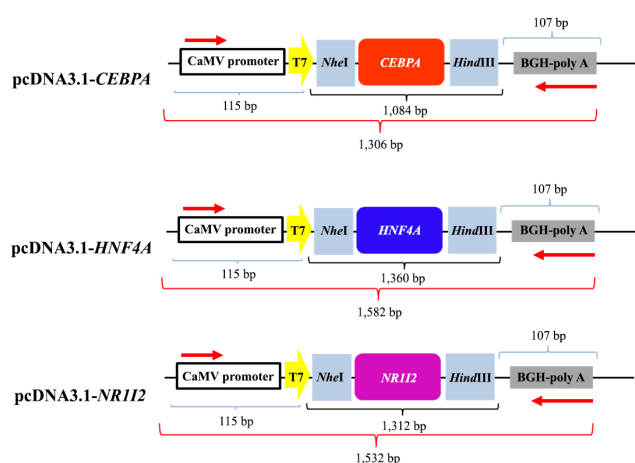 107 bp
pcDNA3.1-CEBPA
CaMV promoter T7 NheI CEBPA HindIII BGH-poly A
115 bp
1,084 bp
1,306 bp
107 bp
pcDNA3.1-HNF4A
CaMV promoter T7 NheI HNF4A HindIII BGH-poly A
115 bp
1,360 bp
1,582 bp
107 bp
pcDNA3.1-NR1I2
CaMV promoter T7 NheI NR1I2 HindIII BGH-poly A
115 bp
1,312 bp
1,532 bp